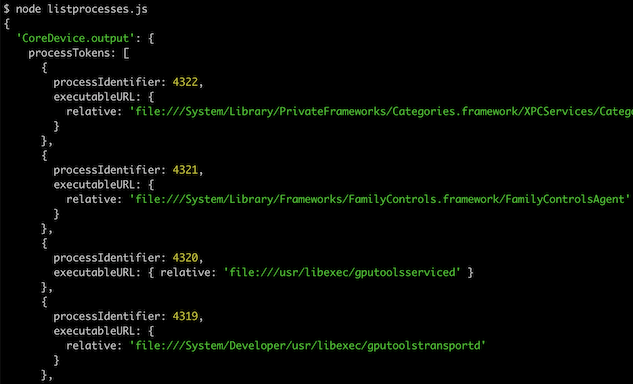 $ node listprocesses.js
{
  'CoreDevice.output': {
    processTokens: [
      {
        processIdentifier: 4322,
        executableURL: {
          relative: 'file:///System/Library/PrivateFrameworks/Categories.framework/XPCServices/Categ
        }
      },
      {
        processIdentifier: 4321,
        executableURL: {
          relative: 'file:///System/Library/Frameworks/FamilyControls.framework/FamilyControlsAgent'
        }
      },
      {
        processIdentifier: 4320,
        executableURL: { relative: 'file:///usr/libexec/gputoolsserviced' }
      },
      {
        processIdentifier: 4319,
        executableURL: {
          relative: 'file:///System/Developer/usr/libexec/gputoolstransportd'
        }
      },